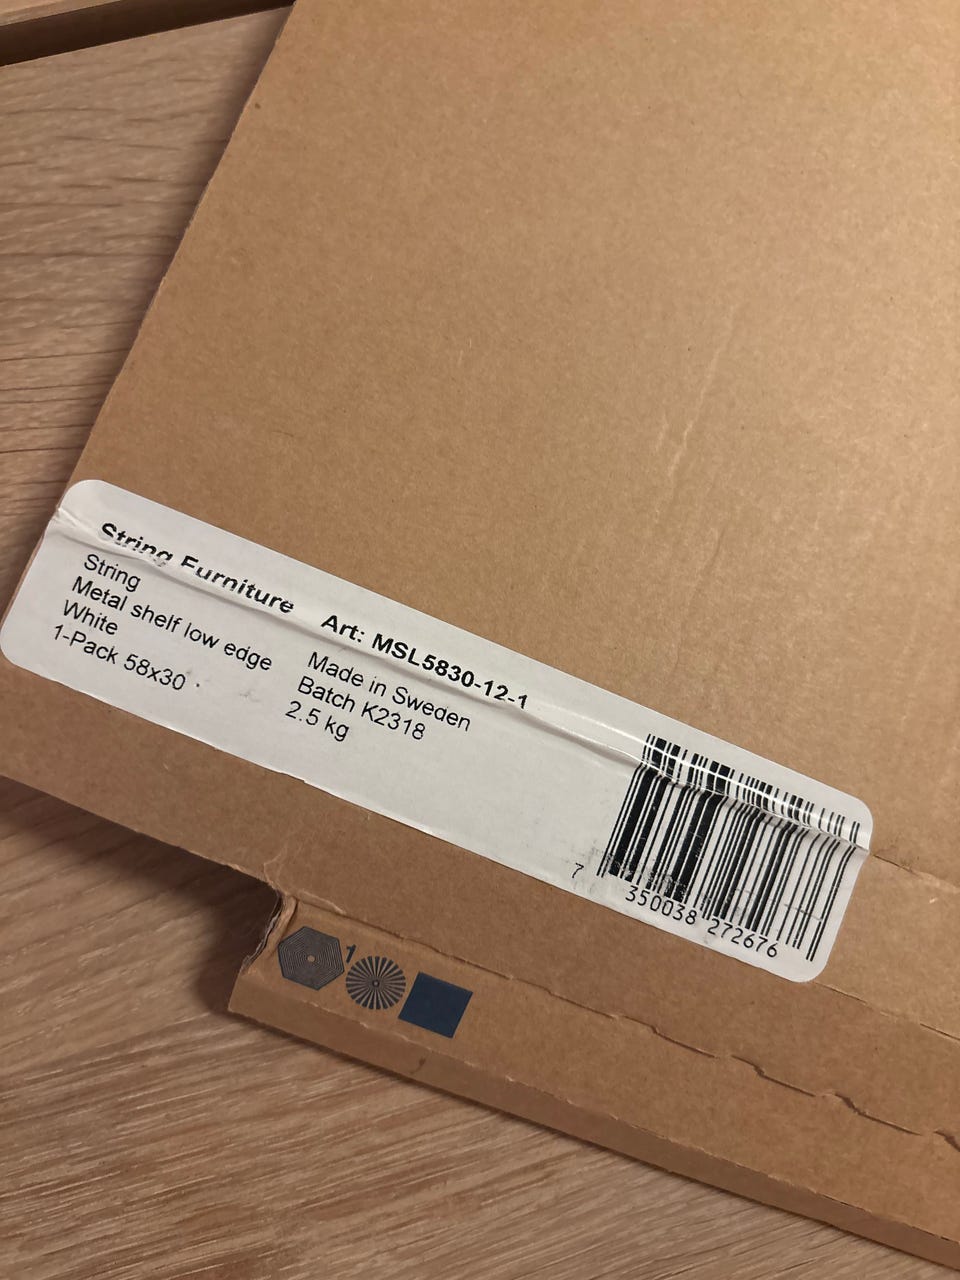 String Furniture Art: MSL5830-12-1
String
Metal shelf low edge
White
1-Pack 58x30
Made in Sweden
Batch K2318
2.5 kg
7 350038 272676
1